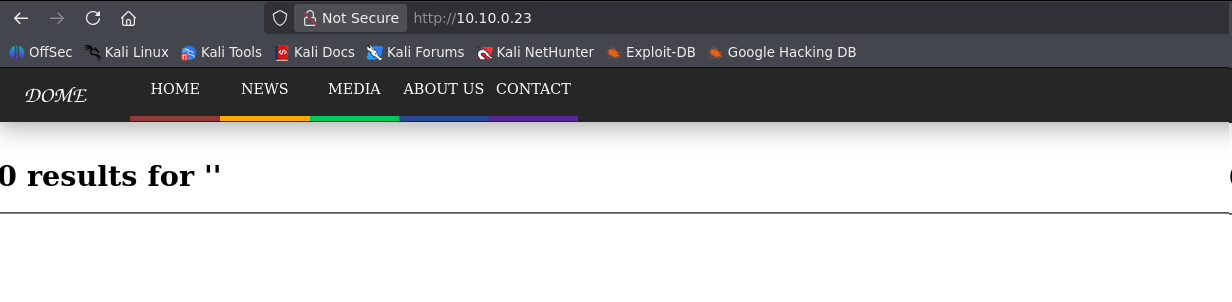 Not Secure http://10.10.0.23
OffSec Kali Linux Kali Tools Kali Docs Kali Forums Kali NetHunter Exploit-DB Google Hacking DB
DOME HOME NEWS MEDIA ABOUT US CONTACT
0 results for ''